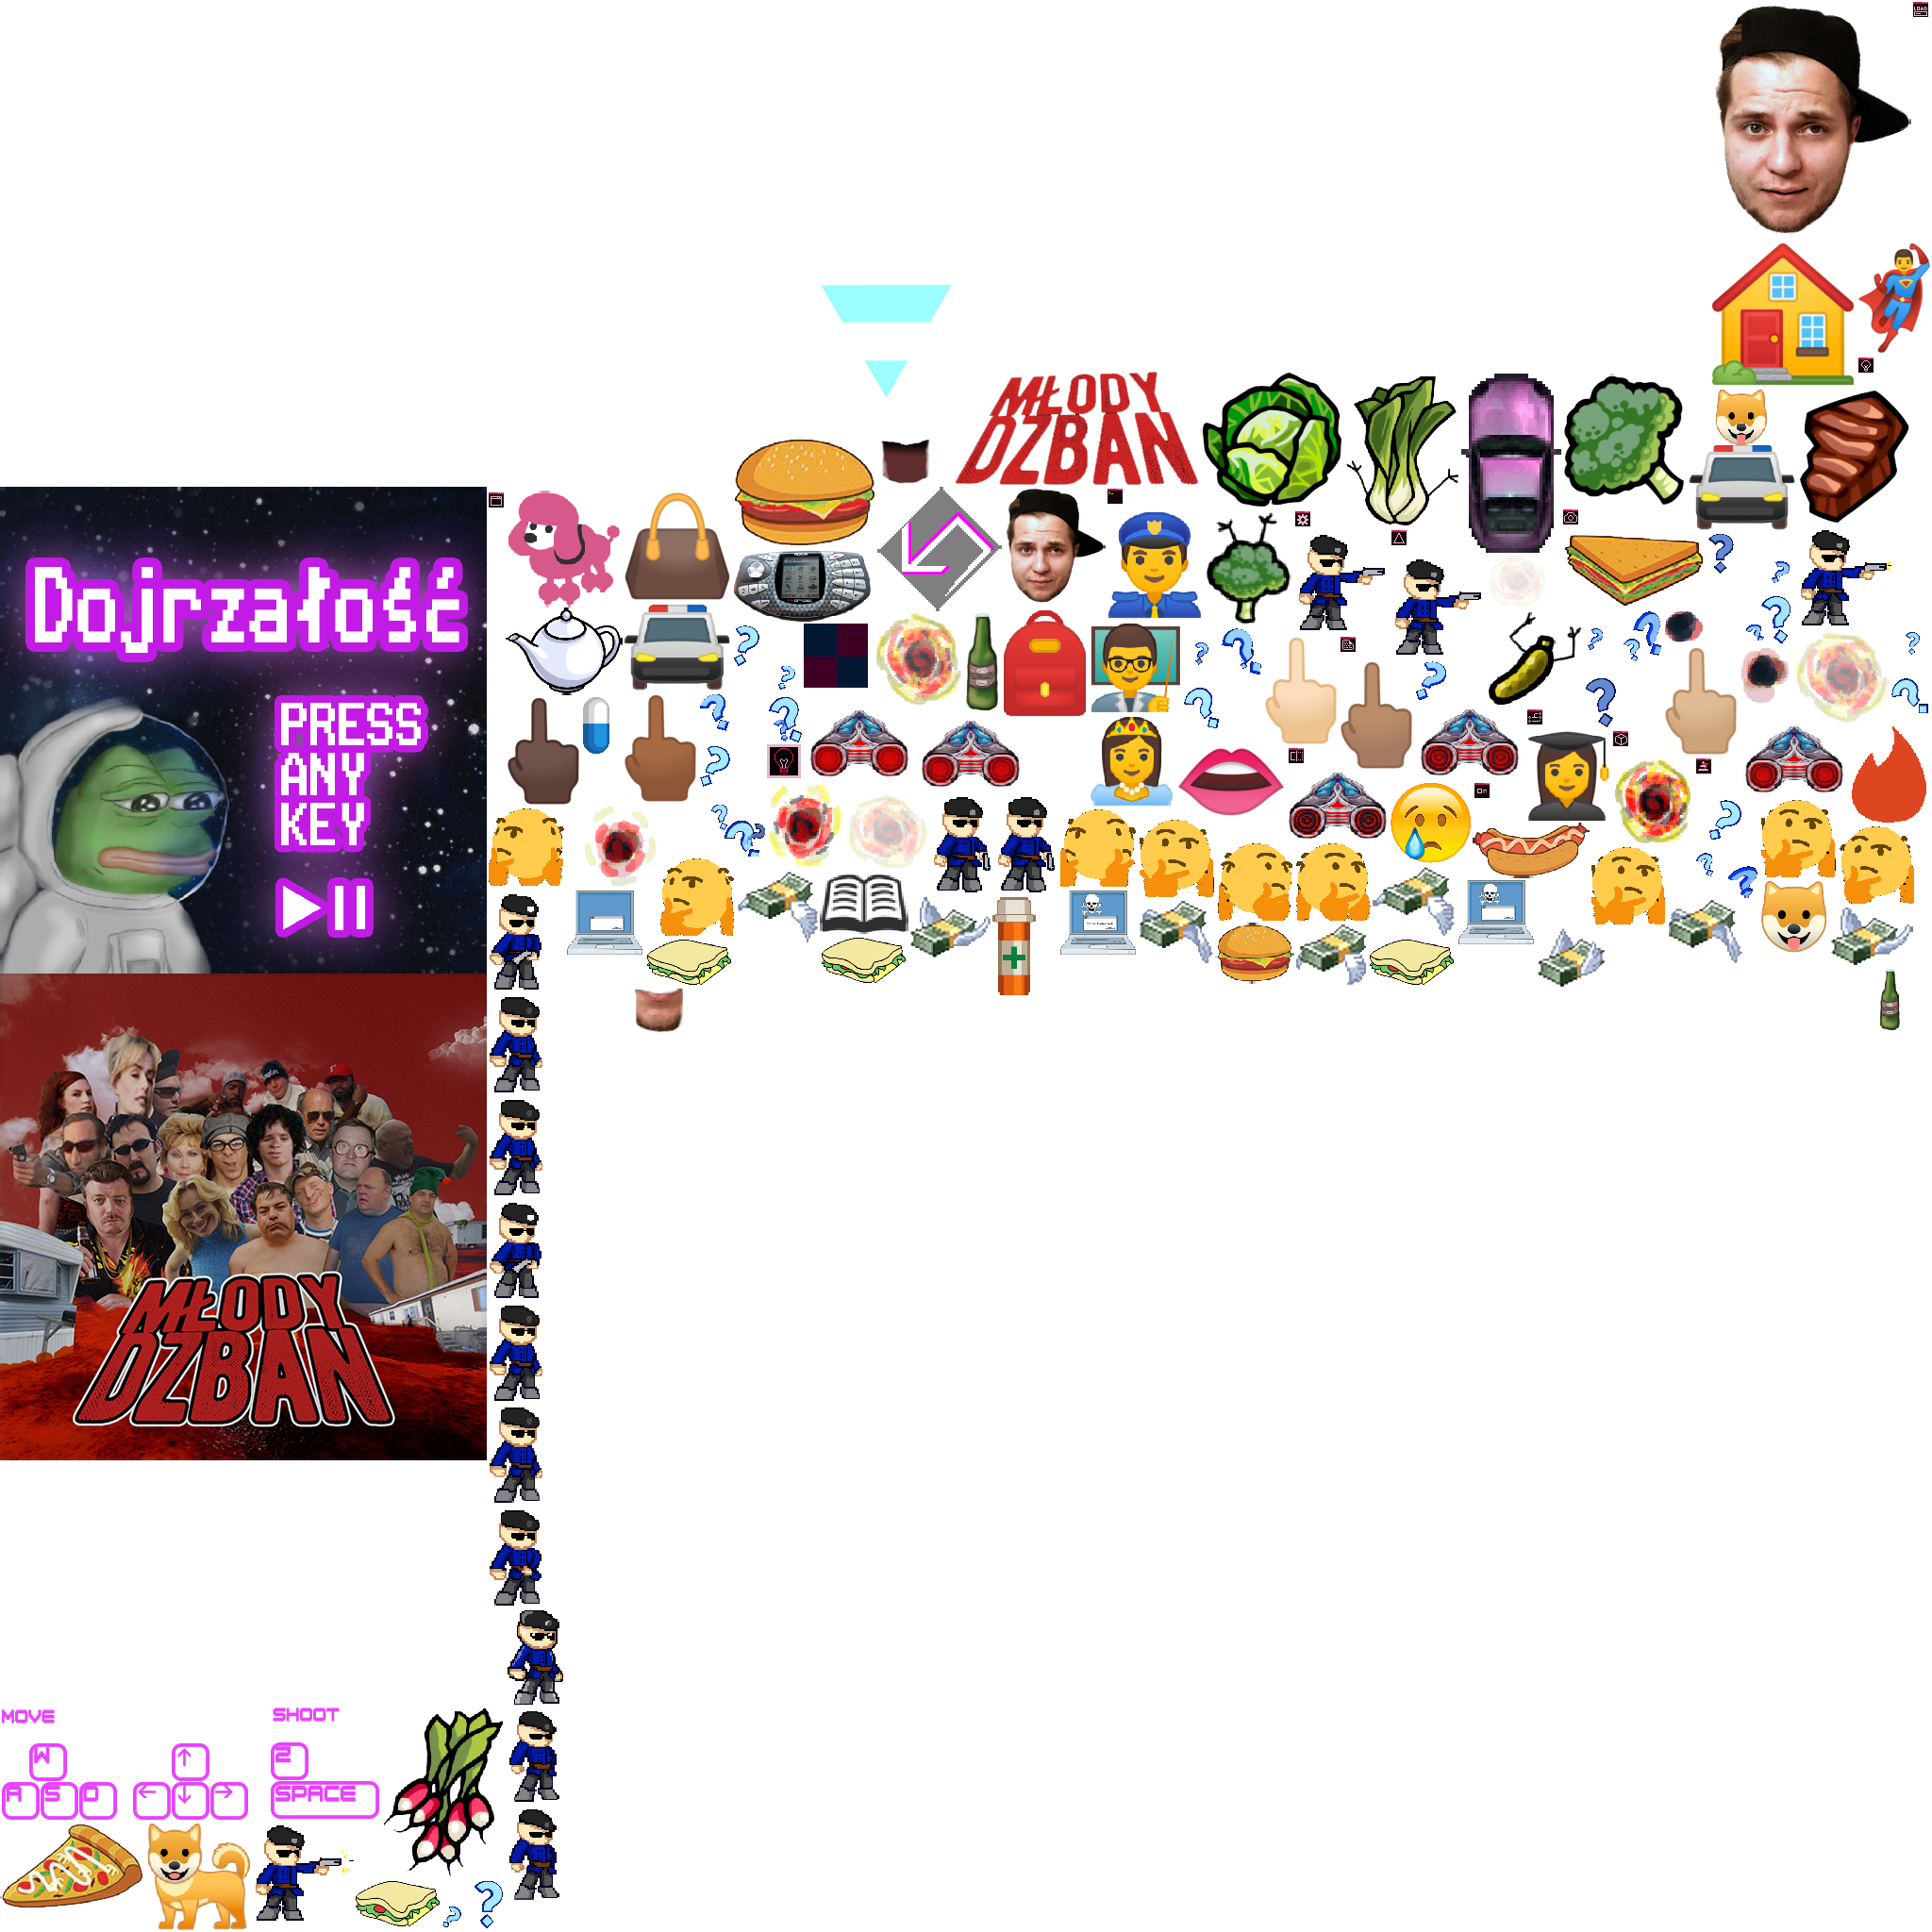 MŁODY
DZBAN
Dojrzałość
PRESS
ANY
KEY
MŁODY
DZBAN
MOVE
SHOOT
W
↑
Z
A S D
← ↓ →
SPACE